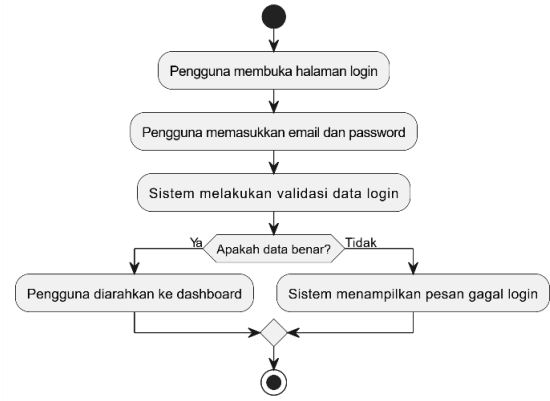 Pengguna membuka halaman login
Pengguna memasukkan email dan password
Sistem melakukan validasi data login
Ya
Apakah data benar?
Tidak
Pengguna diarahkan ke dashboard
Sistem menampilkan pesan gagal login